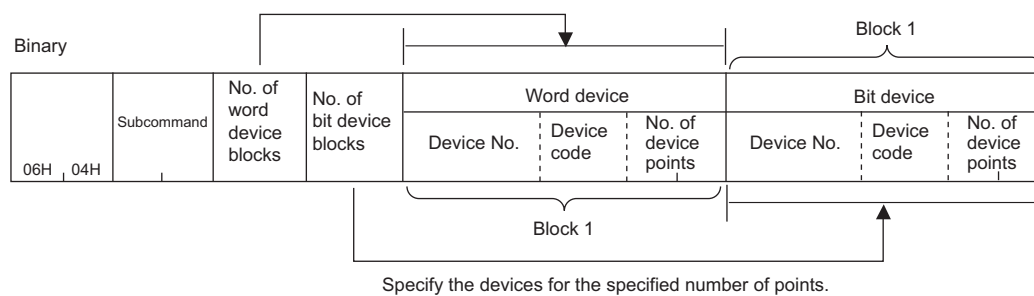 Binary
Block 1
06H 04H
Subcommand
No. of
word
device
blocks
No. of
bit device
blocks
Word device
Device No.
Device
code
No. of
device
points
Bit device
Device No.
Device
code
No. of
device
points
Block 1
Specify the devices for the specified number of points.